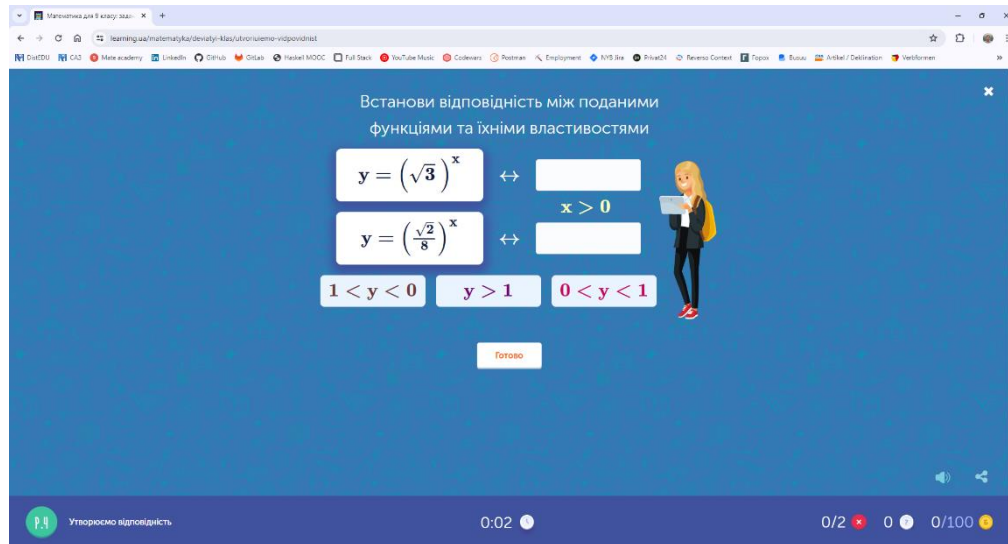 Математика для 9 класу: зада
learning.ua/matematyka/deviatyi-klas/utvoriuiemo-vidpovidnist
DistEDU CAS Mate academy LinkedIn GitHub GitLab Haskel MOOC Full Stack YouTube Music Codewars Postman Employment Privat24 Reverso Context Горох Busuu Artikel / Deklination Verbformen
Встанови відповідність між поданими
функціями та їхніми властивостями
y = (√3)^x ↔
x > 0
y = (√2/8)^x ↔
1 < y < 0 y > 1 0 < y < 1
Готово
Р.Ч Утворюємо відповідність 0:02 0/2 0 ? 0/100